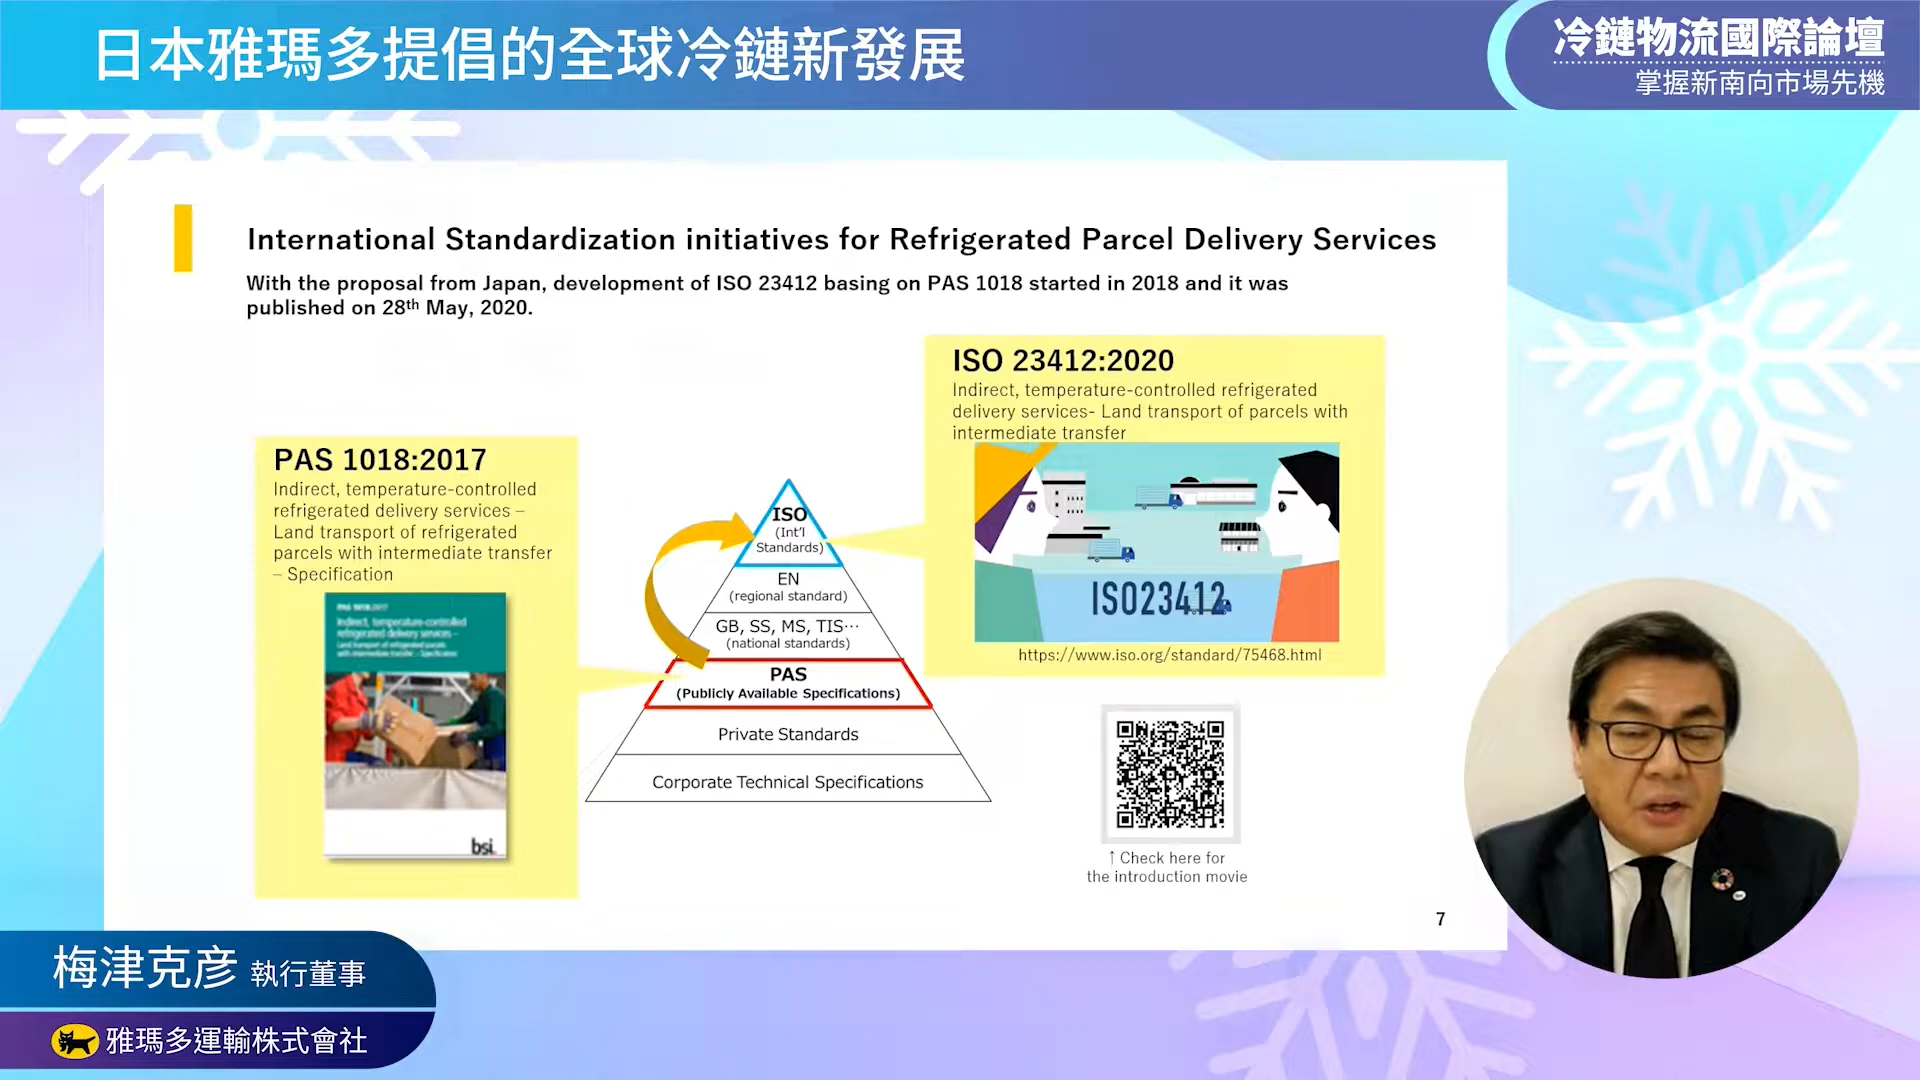 日本雅瑪多提倡的全球冷鏈新發展
冷鏈物流國際論壇
掌握新南向市場先機
International Standardization initiatives for Refrigerated Parcel Delivery Services
With the proposal from Japan, development of ISO 23412 basing on PAS 1018 started in 2018 and it was
published on 28th May, 2020.
PAS 1018:2017
Indirect, temperature-controlled
refrigerated delivery services –
Land transport of refrigerated
parcels with intermediate transfer
– Specification
PAS 1018:2017
Indirect, temperature-controlled
refrigerated delivery services –
Land transport of refrigerated parcels
with intermediate transfer – Specification
bsi.
ISO
(Int'l
Standards)
EN
(regional standard)
GB, SS, MS, TIS…
(national standards)
PAS
(Publicly Available Specifications)
Private Standards
Corporate Technical Specifications
ISO 23412:2020
Indirect, temperature-controlled refrigerated
delivery services- Land transport of parcels with
intermediate transfer
ISO23412
https://www.iso.org/standard/75468.html
↑ Check here for
the introduction movie
7
梅津克彦 執行董事
雅瑪多運輸株式會社